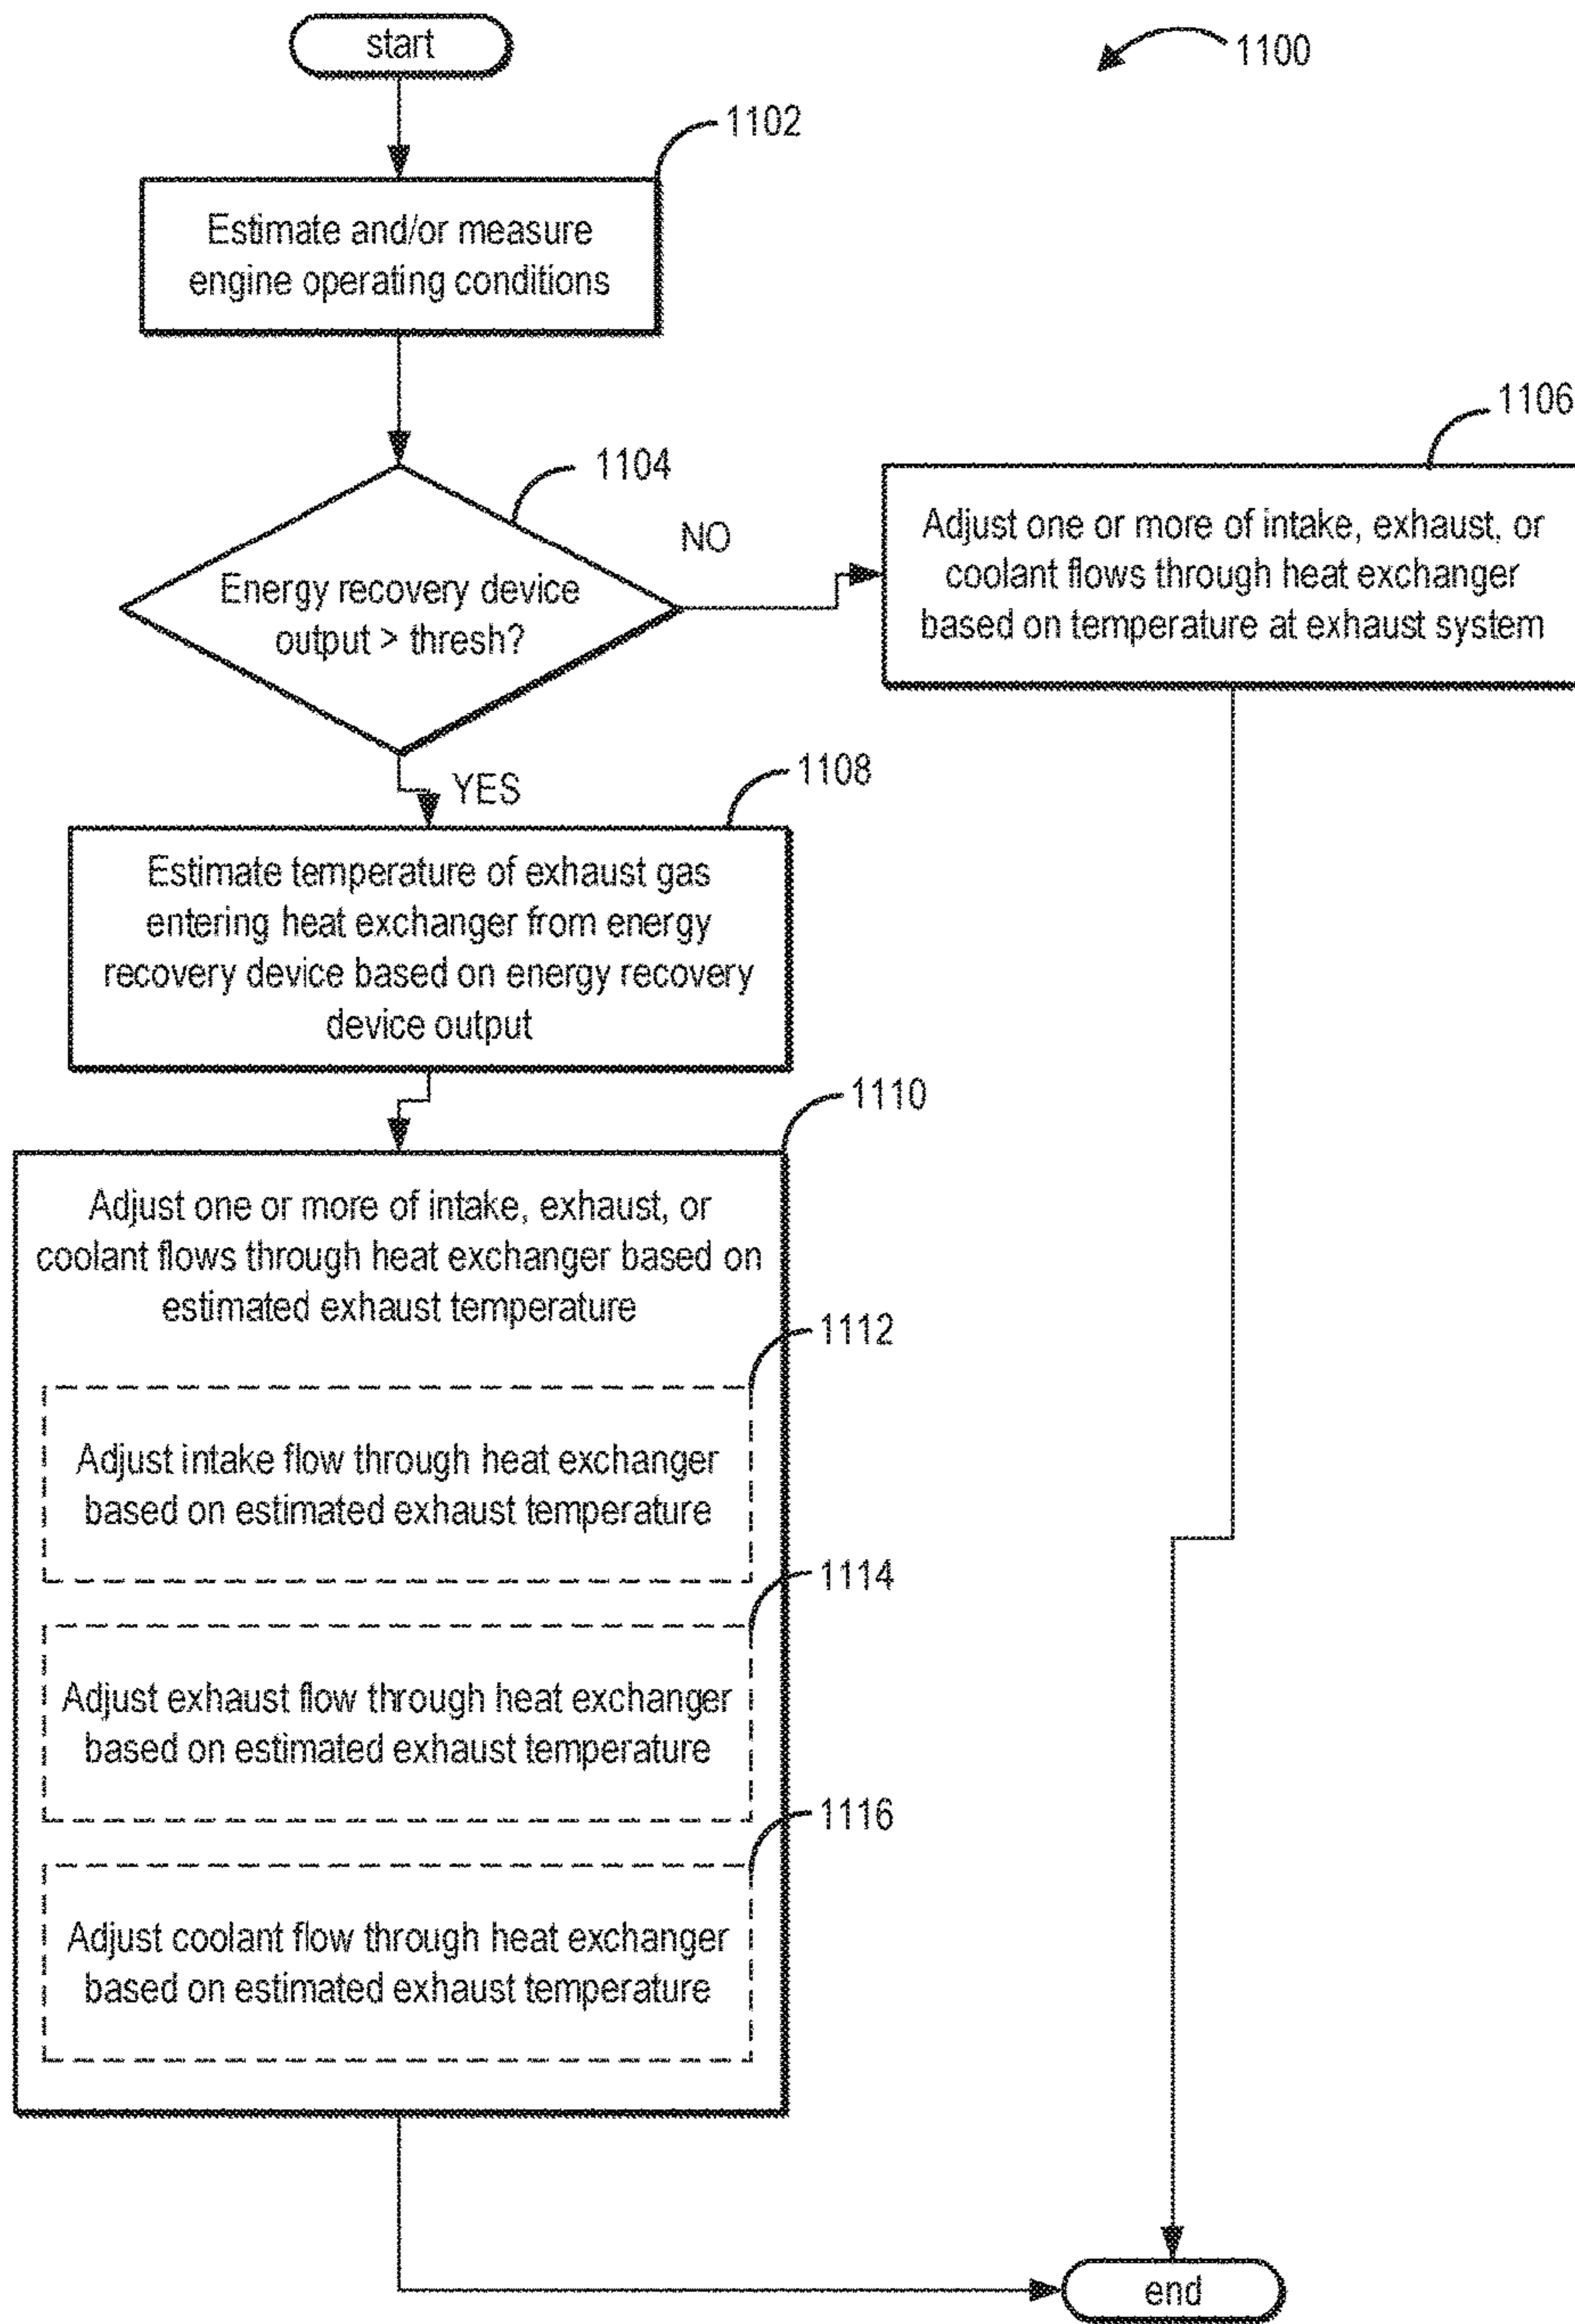 start
1100
1102
Estimate and/or measure
engine operating conditions
1104
Energy recovery device
output > thresh?
NO
1106
Adjust one or more of intake, exhaust, or
coolant flows through heat exchanger
based on temperature at exhaust system
YES
1108
Estimate temperature of exhaust gas
entering heat exchanger from energy
recovery device based on energy recovery
device output
1110
Adjust one or more of intake, exhaust, or
coolant flows through heat exchanger based on
estimated exhaust temperature
1112
Adjust intake flow through heat exchanger
based on estimated exhaust temperature
1114
Adjust exhaust flow through heat exchanger
based on estimated exhaust temperature
1116
Adjust coolant flow through heat exchanger
based on estimated exhaust temperature
end